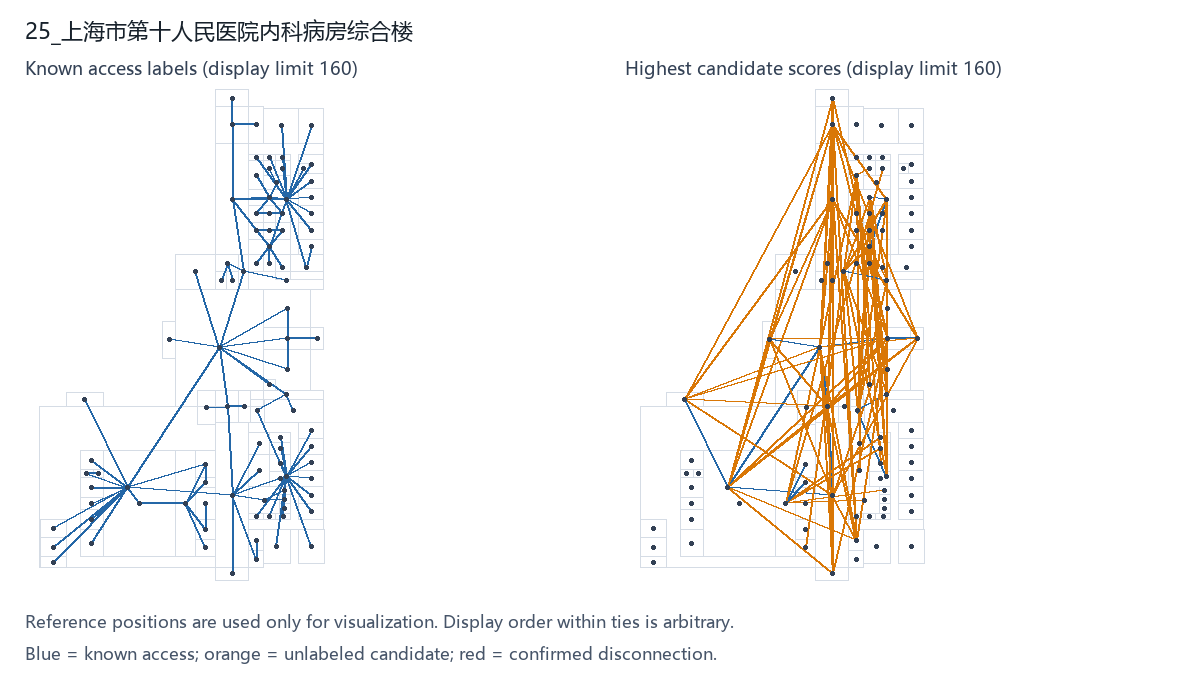 25_上海市第十人民医院内科病房综合楼
Known access labels (display limit 160)
Highest candidate scores (display limit 160)
Reference positions are used only for visualization. Display order within ties is arbitrary.
Blue = known access; orange = unlabeled candidate; red = confirmed disconnection.